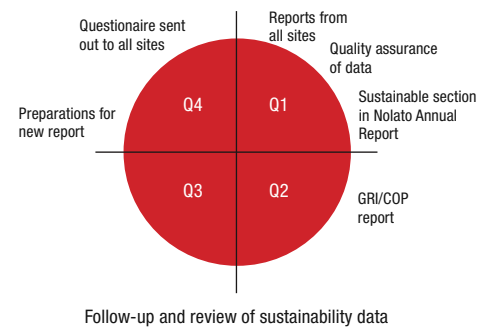 Questionaire sent
out to all sites
Reports from
all sites
Quality assurance
of data
Sustainable section
in Nolato Annual
Report
Preparations for
new report
Q4
Q1
Q3
Q2
GRI/COP
report
Follow-up and review of sustainability data